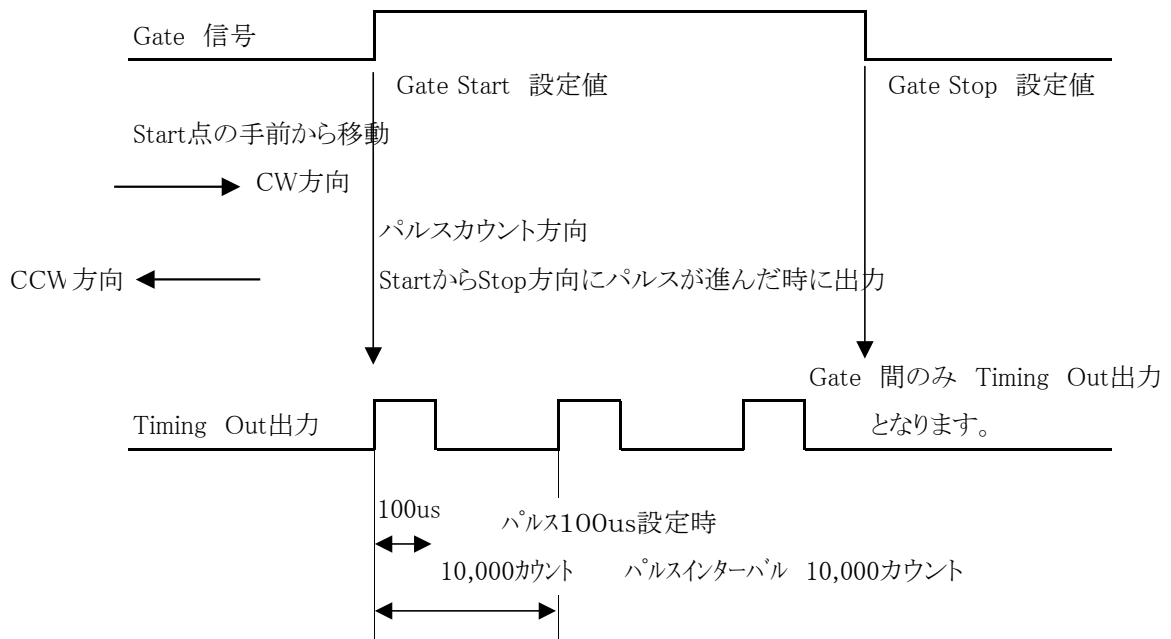 Gate 信号
Gate Start 設定値
Gate Stop 設定値
Start点の手前から移動
CW方向
パルスカウント方向
CCW方向
StartからStop方向にパルスが進んだ時に出力
Gate 間のみ Timing Out出力
となります。
Timing Out出力
100us
ﾊﾟﾙｽ100us設定時
10,000ｶｳﾝﾄ ﾊﾟﾙｽｲﾝﾀｰﾊﾞﾙ 10,000カウント